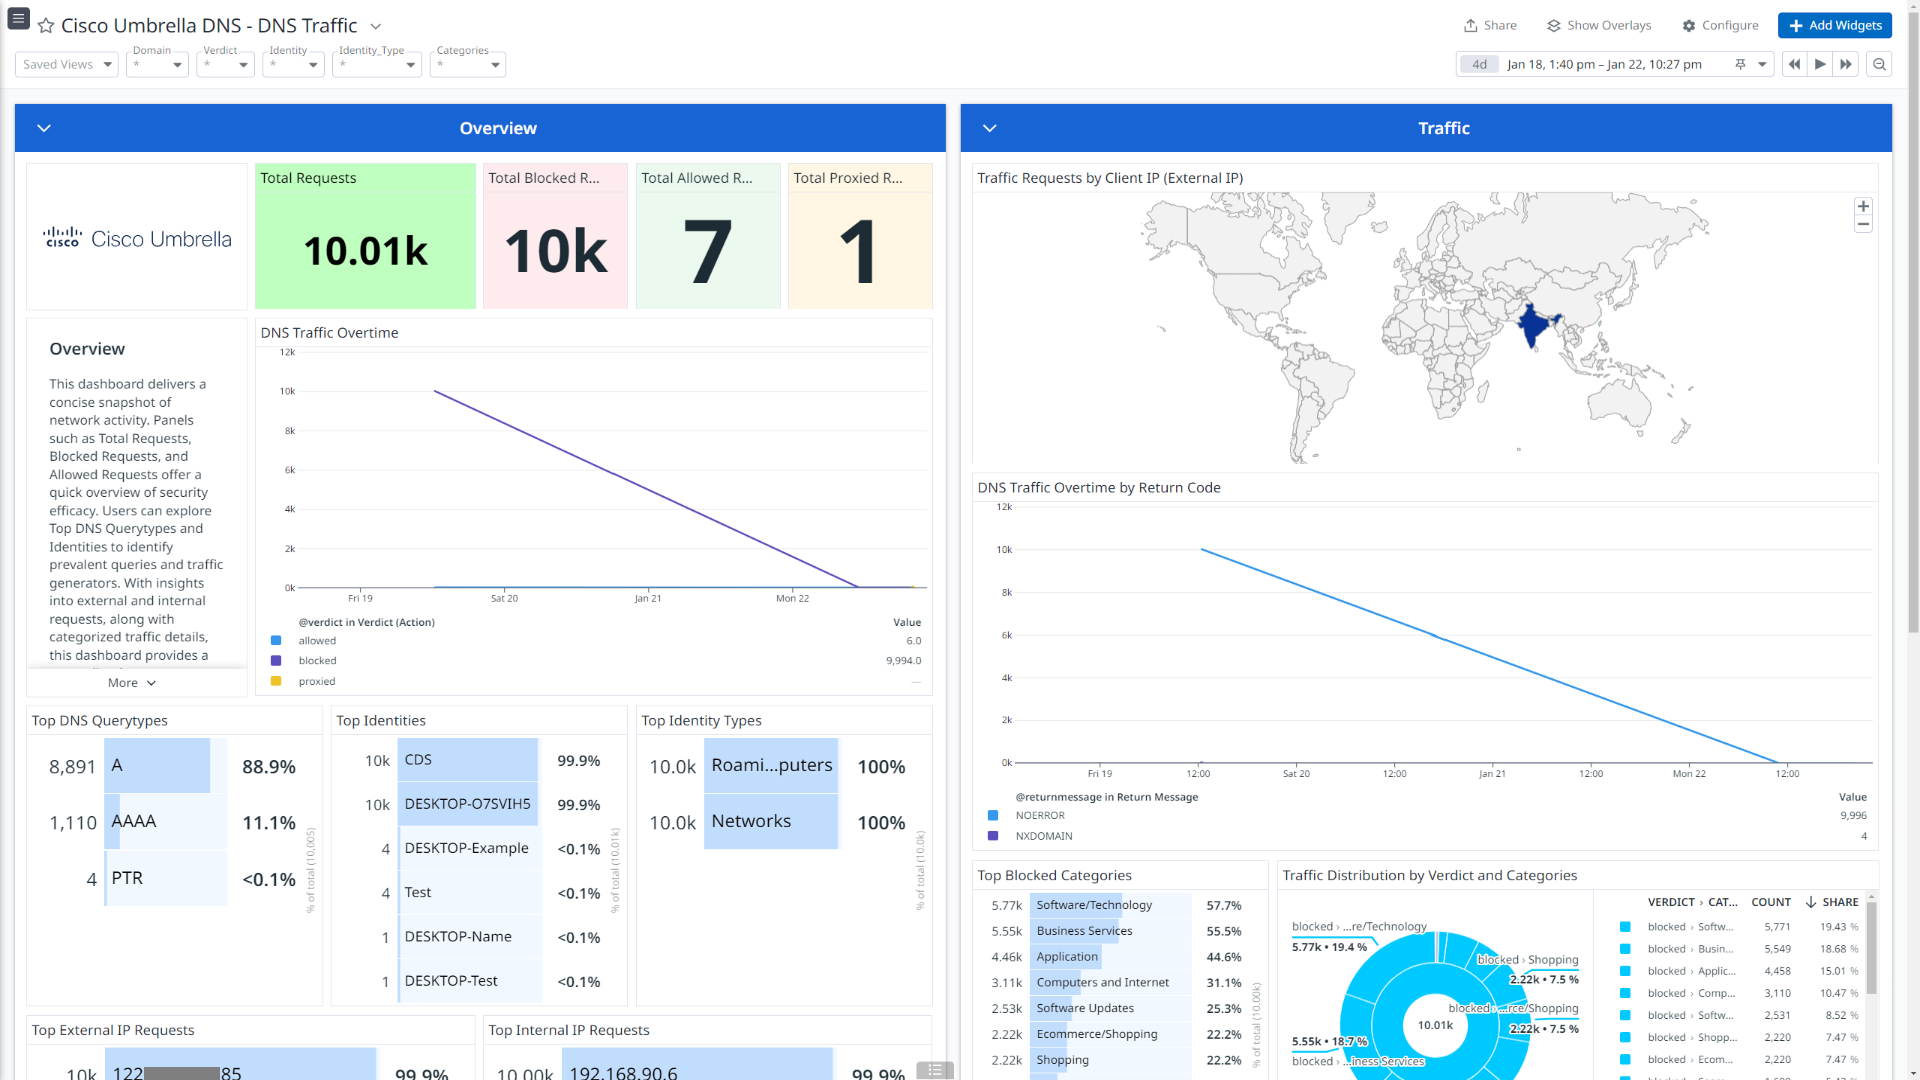 Cisco Umbrella DNS - DNS Traffic
Share
Show Overlays
Configure
Add Widgets
Saved Views
Domain
*
Verdict
*
Identity
*
Identity_Type
*
Categories
*
4d
Jan 18, 1:40 pm – Jan 22, 10:27 pm
Overview
CISCO Cisco Umbrella
Total Requests
10.01k
Total Blocked R...
10k
Total Allowed R...
7
Total Proxied R...
1
Overview
This dashboard delivers a
concise snapshot of
network activity. Panels
such as Total Requests,
Blocked Requests, and
Allowed Requests offer a
quick overview of security
efficacy. Users can explore
Top DNS Querytypes and
Identities to identify
prevalent queries and traffic
generators. With insights
into external and internal
requests, along with
categorized traffic details,
this dashboard provides a
More
DNS Traffic Overtime
12k
10k
8k
6k
4k
2k
0k
Fri 19
Sat 20
Jan 21
Mon 22
@verdict in Verdict (Action) Value
allowed 6.0
blocked 9,994.0
proxied —
Top DNS Querytypes
8,891 A 88.9%
1,110 AAAA 11.1%
4 PTR <0.1%
% of total (10,005)
Top Identities
10k CDS 99.9%
10k DESKTOP-O7SVIH5 99.9%
4 DESKTOP-Example <0.1%
4 Test <0.1%
1 DESKTOP-Name <0.1%
1 DESKTOP-Test <0.1%
% of total (10.01k)
Top Identity Types
10.0k Roami...puters 100%
10.0k Networks 100%
% of total (10.0k)
Top External IP Requests
10k 122 85 99.9%
Top Internal IP Requests
10.00k 192.168.90.6 99.9%
Traffic
Traffic Requests by Client IP (External IP)
+
−
DNS Traffic Overtime by Return Code
12k
10k
8k
6k
4k
2k
0k
Fri 19
12:00
Sat 20
12:00
Jan 21
12:00
Mon 22
12:00
@returnmessage in Return Message Value
NOERROR 9,996
NXDOMAIN 4
Top Blocked Categories
5.77k Software/Technology 57.7%
5.55k Business Services 55.5%
4.46k Application 44.6%
3.11k Computers and Internet 31.1%
2.53k Software Updates 25.3%
2.22k Ecommerce/Shopping 22.2%
2.22k Shopping 22.2%
% of total (10.00k)
Traffic Distribution by Verdict and Categories
blocked › ...re/Technology
5.77k • 19.4 %
blocked › Shopping
2.22k • 7.5 %
blocked › ...rce/Shopping
2.22k • 7.5 %
10.01k
5.55k • 18.7 %
blocked › ...iness Services
VERDICT › CAT... COUNT SHARE
blocked › Softw... 5,771 19.43 %
blocked › Busin... 5,549 18.68 %
blocked › Applic... 4,458 15.01 %
blocked › Comp... 3,110 10.47 %
blocked › Softw... 2,531 8.52 %
blocked › Shopp... 2,220 7.47 %
blocked › Ecom... 2,220 7.47 %